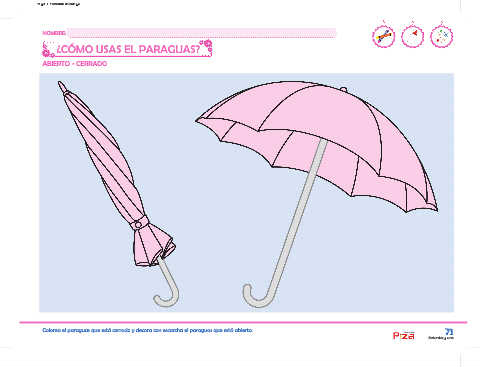 NOMBRE:
¿CÓMO USAS EL PARAGUAS?
ABIERTO - CERRADO
Colorea el paraguas que está cerrado y decora con escarcha el paraguas que está abierto.
71